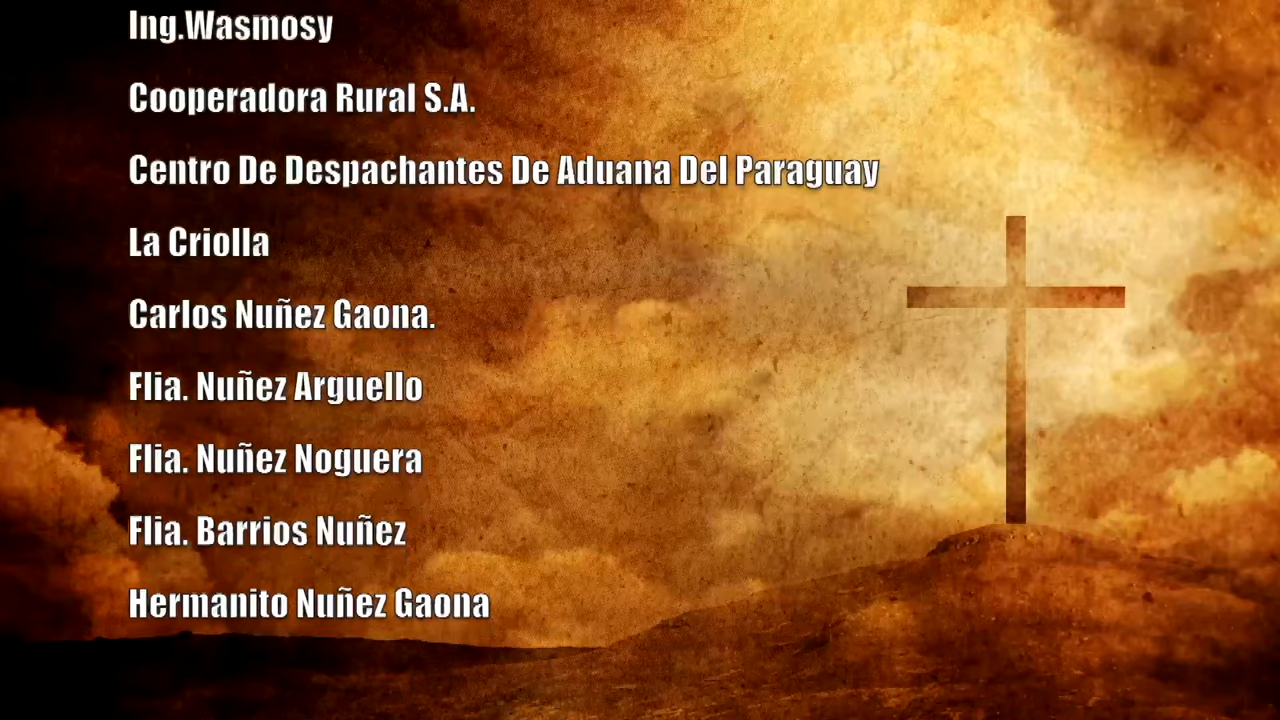 Ing.Wasmosy
Cooperadora Rural S.A.
Centro De Despachantes De Aduana Del Paraguay
La Criolla
Carlos Nuñez Gaona.
Flia. Nuñez Arguello
Flia. Nuñez Noguera
Flia. Barrios Nuñez
Hermanito Nuñez Gaona